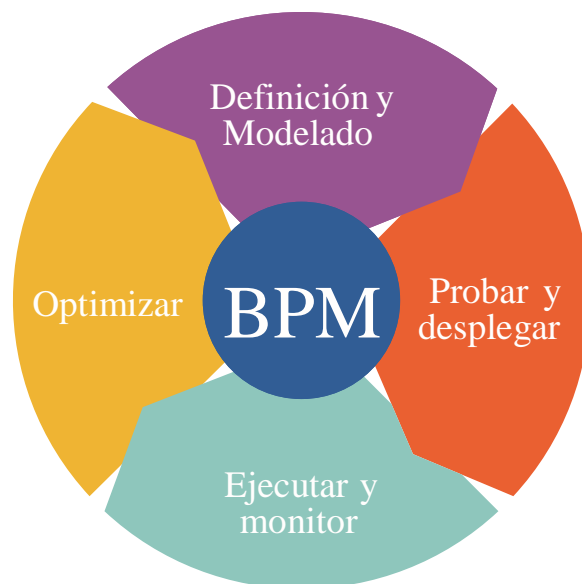 Definición y
Modelado
Optimizar
BPM
Probar y
desplegar
Ejecutar y
monitor